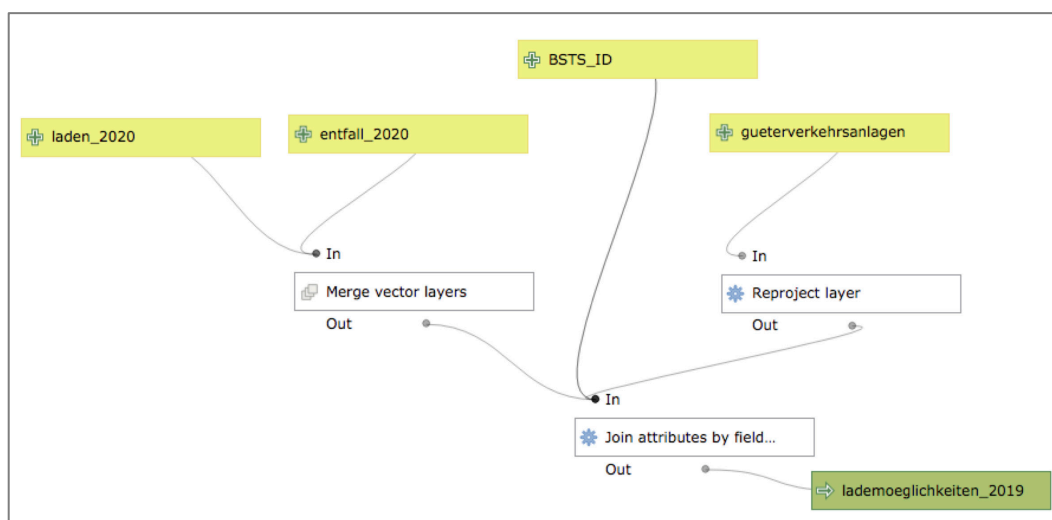 BSTS_ID
laden_2020
entfall_2020
gueterverkehrsanlagen
In
In
Merge vector layers
Reproject layer
Out
Out
In
Join attributes by field...
Out
lademoeglichkeiten_2019